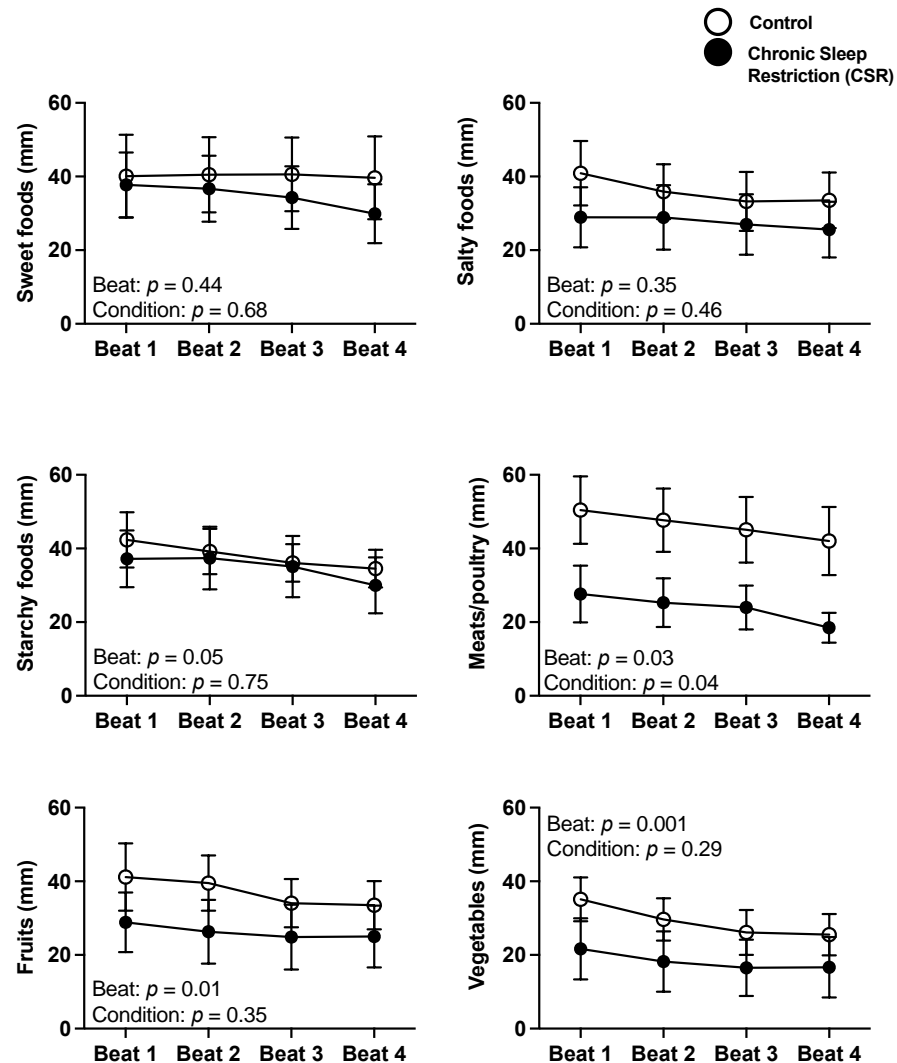 Control
Chronic Sleep
Restriction (CSR)
Sweet foods (mm)
60
40
20
0
Beat: p = 0.44
Condition: p = 0.68
Beat 1 Beat 2 Beat 3 Beat 4
Salty foods (mm)
60
40
20
0
Beat: p = 0.35
Condition: p = 0.46
Beat 1 Beat 2 Beat 3 Beat 4
Starchy foods (mm)
60
40
20
0
Beat: p = 0.05
Condition: p = 0.75
Beat 1 Beat 2 Beat 3 Beat 4
Meats/poultry (mm)
60
40
20
0
Beat: p = 0.03
Condition: p = 0.04
Beat 1 Beat 2 Beat 3 Beat 4
Fruits (mm)
60
40
20
0
Beat: p = 0.01
Condition: p = 0.35
Beat 1 Beat 2 Beat 3 Beat 4
Vegetables (mm)
60
40
20
0
Beat: p = 0.001
Condition: p = 0.29
Beat 1 Beat 2 Beat 3 Beat 4